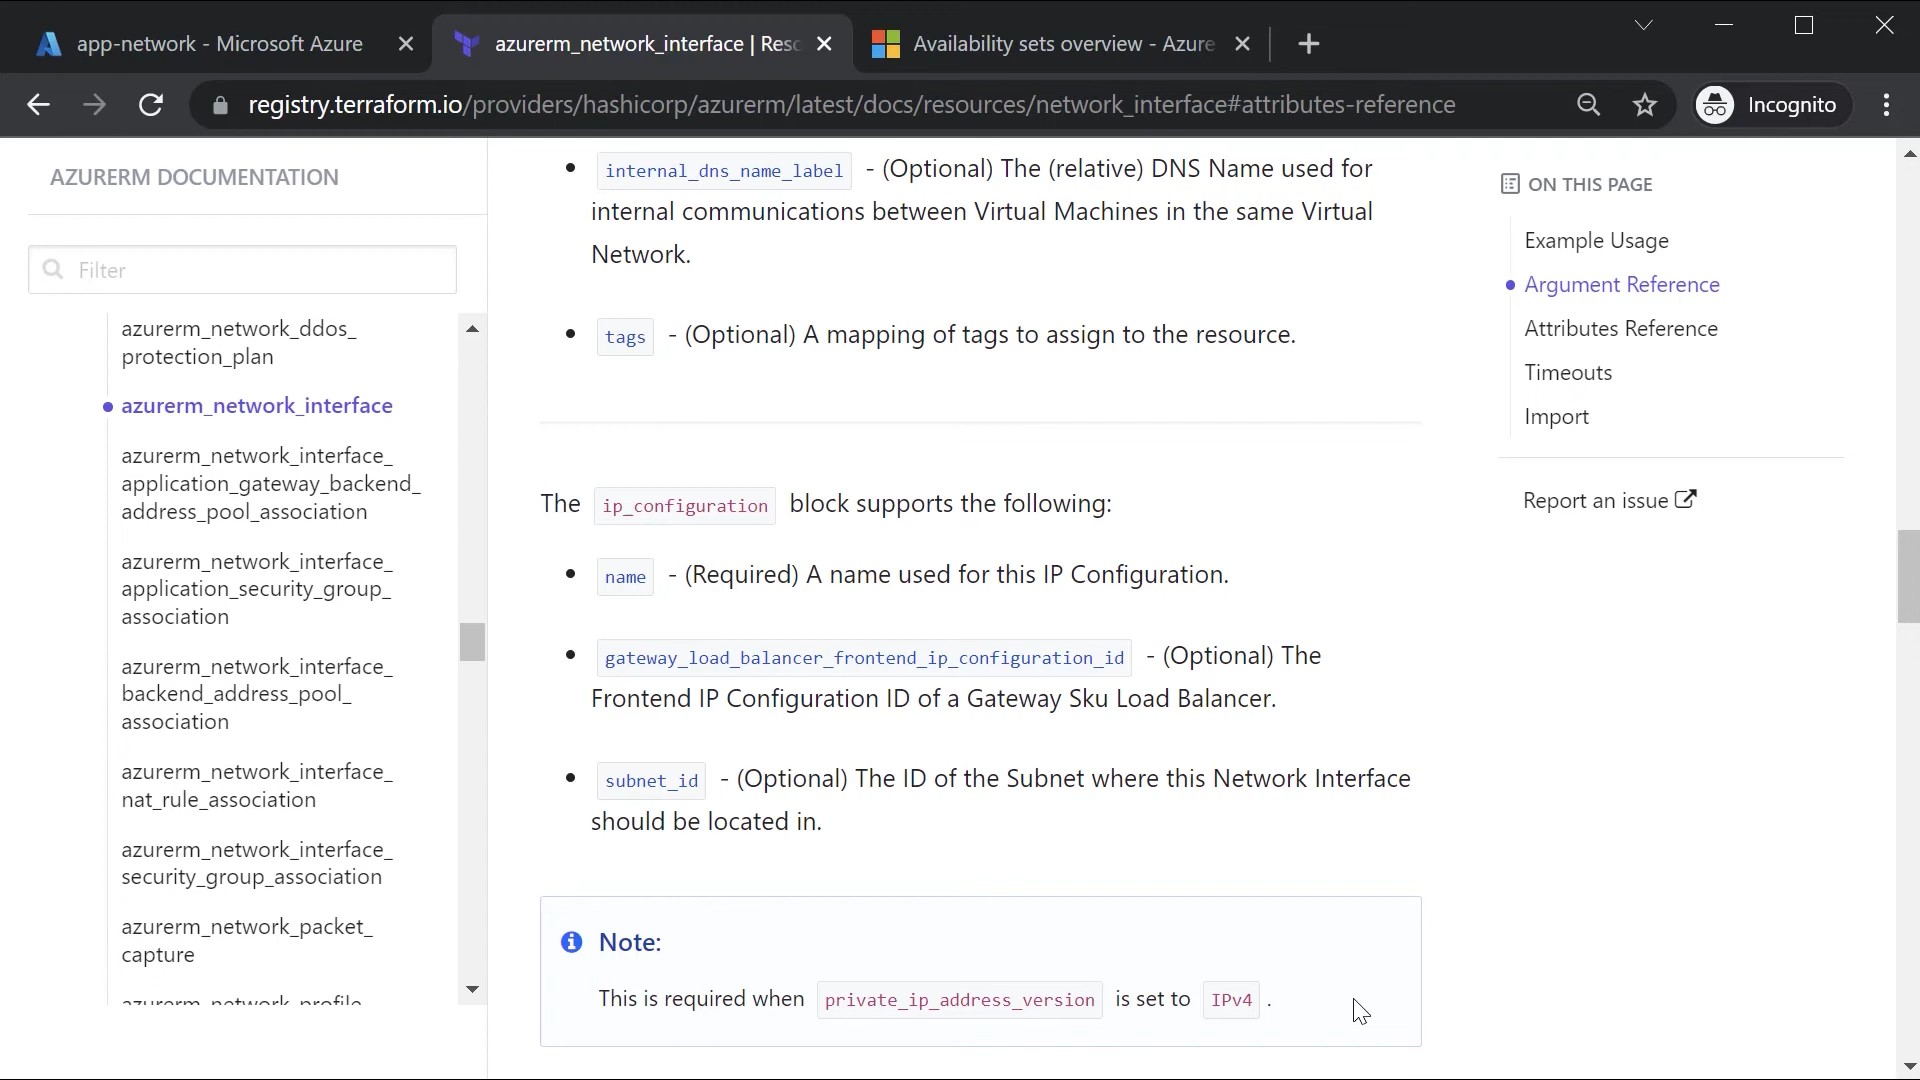 app-network - Microsoft Azure
azurerm_network_interface | Resc
Availability sets overview - Azure
registry.terraform.io/providers/hashicorp/azurerm/latest/docs/resources/network_interface#attributes-reference
Incognito
AZURERM DOCUMENTATION
Filter
azurerm_network_ddos_
protection_plan
azurerm_network_interface
azurerm_network_interface_
application_gateway_backend_
address_pool_association
azurerm_network_interface_
application_security_group_
association
azurerm_network_interface_
backend_address_pool_
association
azurerm_network_interface_
nat_rule_association
azurerm_network_interface_
security_group_association
azurerm_network_packet_
capture
azurerm_network_profile
internal_dns_name_label - (Optional) The (relative) DNS Name used for
internal communications between Virtual Machines in the same Virtual
Network.
tags - (Optional) A mapping of tags to assign to the resource.
The ip_configuration block supports the following:
name - (Required) A name used for this IP Configuration.
gateway_load_balancer_frontend_ip_configuration_id - (Optional) The
Frontend IP Configuration ID of a Gateway Sku Load Balancer.
subnet_id - (Optional) The ID of the Subnet where this Network Interface
should be located in.
Note:
This is required when private_ip_address_version is set to IPv4 .
ON THIS PAGE
Example Usage
Argument Reference
Attributes Reference
Timeouts
Import
Report an issue